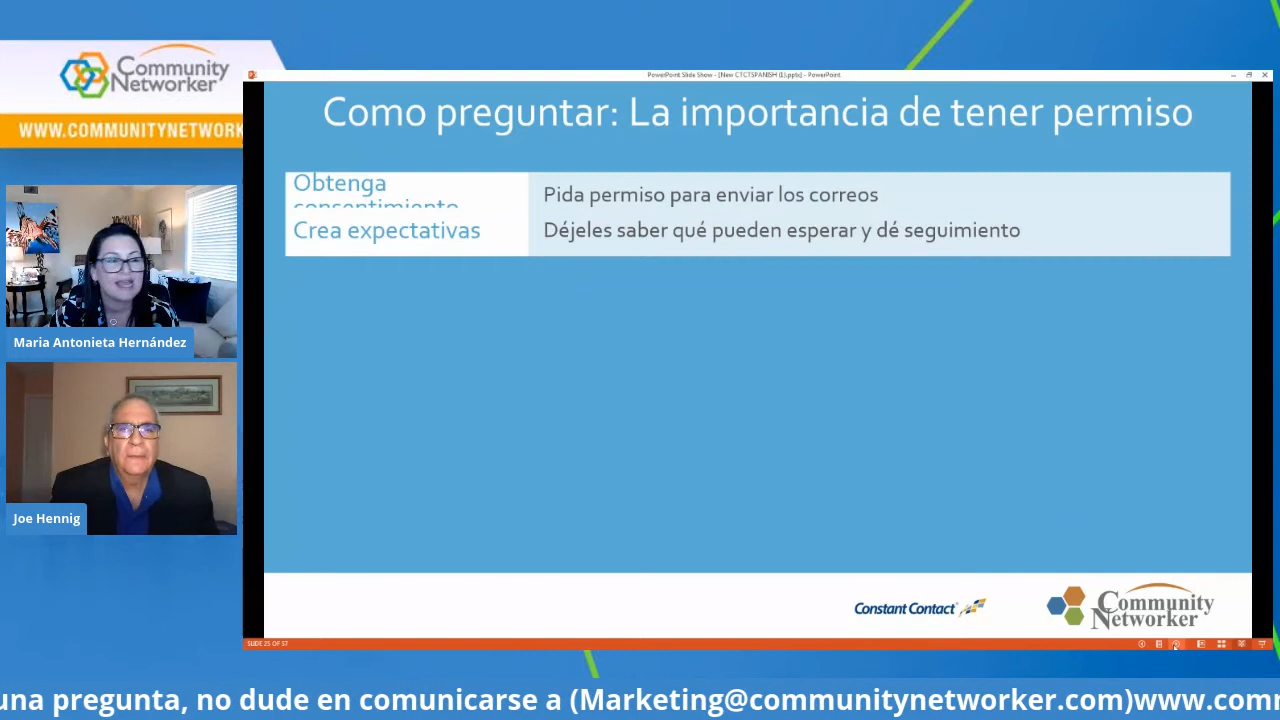 Community
Networker
WWW.COMMUNITYNETWORK
PowerPoint Slide Show - [New CTCTSPANISH (1).pptx] - PowerPoint
Como preguntar: La importancia de tener permiso
Obtenga
consentimiento
Pida permiso para enviar los correos
Crea expectativas
Déjeles saber qué pueden esperar y dé seguimiento
Maria Antonieta Hernández
Joe Hennig
Constant Contact
Community
Networker
SLIDE 25 OF 57
una pregunta, no dude en comunicarse a (Marketing@communitynetworker.com)www.comm